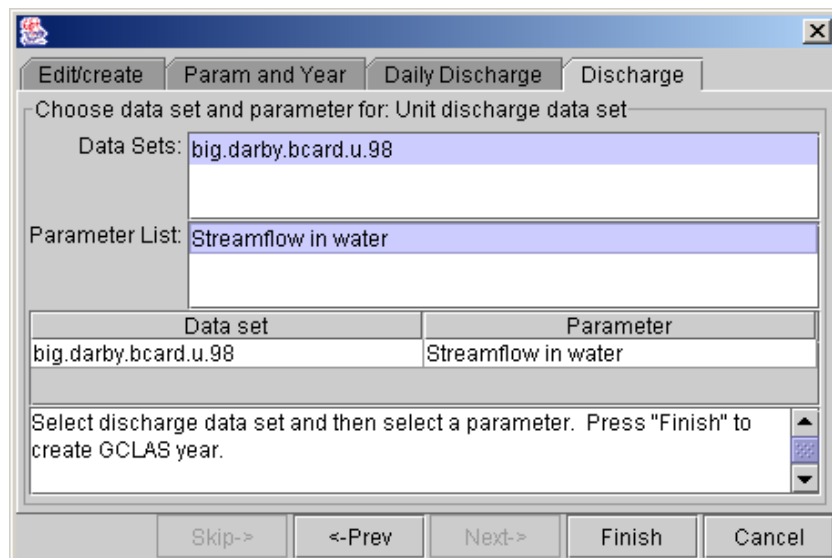 Edit/create Param and Year Daily Discharge Discharge
Choose data set and parameter for: Unit discharge data set
Data Sets: big.darby.bcard.u.98
Parameter List: Streamflow in water
Data set Parameter
big.darby.bcard.u.98 Streamflow in water
Select discharge data set and then select a parameter. Press "Finish" to
create GCLAS year.
Skip-> <-Prev Next-> Finish Cancel